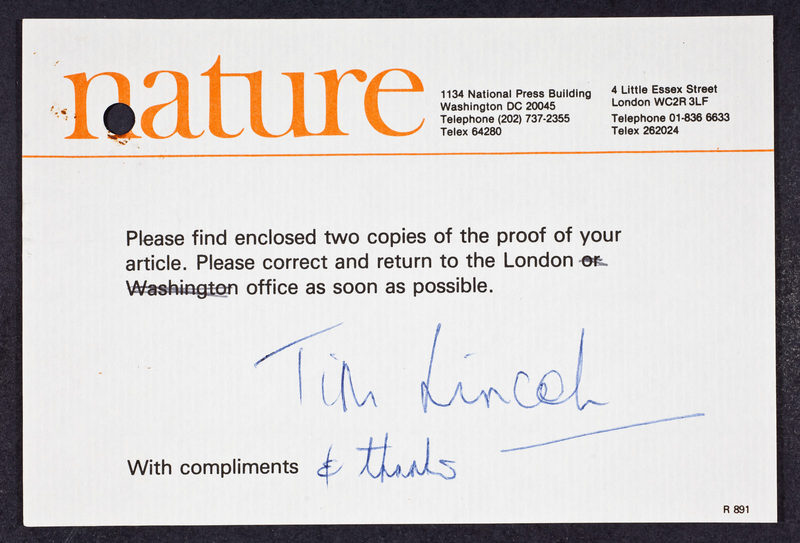 nature
1134 National Press Building
Washington DC 20045
Telephone (202) 737-2355
Telex 64280
4 Little Essex Street
London WC2R 3LF
Telephone 01-836 6633
Telex 262024
Please find enclosed two copies of the proof of your
article. Please correct and return to the London or
Washington office as soon as possible.
Tim Lincoln
With compliments & thanks
R 891